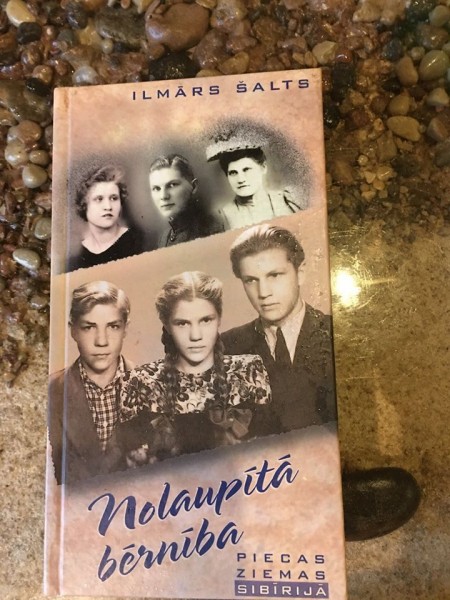 ILMĀRS ŠALTS
Nolaupītā
bērnība
PIECAS
ZIEMAS
SIBĪRIJĀ